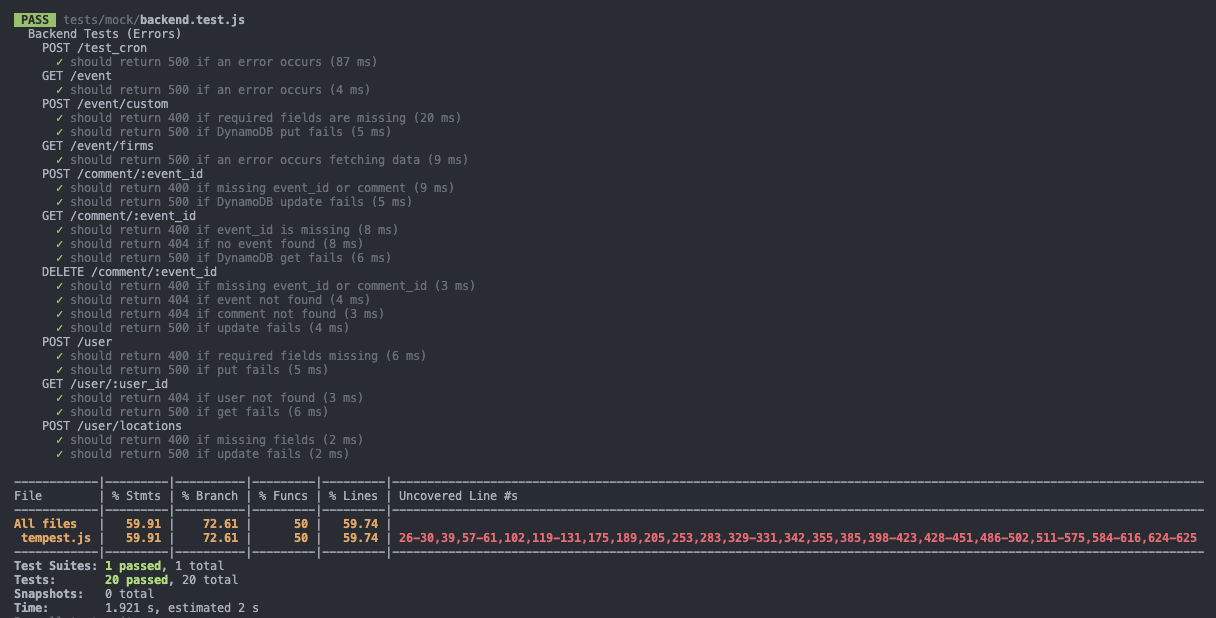 PASS tests/mock/backend.test.js
Backend Tests (Errors)
POST /test_cron
✓ should return 500 if an error occurs (87 ms)
GET /event
✓ should return 500 if an error occurs (4 ms)
POST /event/custom
✓ should return 400 if required fields are missing (20 ms)
✓ should return 500 if DynamoDB put fails (5 ms)
GET /event/firms
✓ should return 500 if an error occurs fetching data (9 ms)
POST /comment/:event_id
✓ should return 400 if missing event_id or comment (9 ms)
✓ should return 500 if DynamoDB update fails (5 ms)
GET /comment/:event_id
✓ should return 400 if event_id is missing (8 ms)
✓ should return 404 if no event found (8 ms)
✓ should return 500 if DynamoDB get fails (6 ms)
DELETE /comment/:event_id
✓ should return 400 if missing event_id or comment_id (3 ms)
✓ should return 404 if event not found (4 ms)
✓ should return 404 if comment not found (3 ms)
✓ should return 500 if update fails (4 ms)
POST /user
✓ should return 400 if required fields missing (6 ms)
✓ should return 500 if put fails (5 ms)
GET /user/:user_id
✓ should return 404 if user not found (3 ms)
✓ should return 500 if get fails (6 ms)
POST /user/locations
✓ should return 400 if missing fields (2 ms)
✓ should return 500 if update fails (2 ms)
File | % Stmts | % Branch | % Funcs | % Lines | Uncovered Line #s
All files | 59.91 | 72.61 | 50 | 59.74 |
tempest.js | 59.91 | 72.61 | 50 | 59.74 | 26-30,39,57-61,102,119-131,175,189,205,253,283,329-331,342,355,385,398-423,428-451,486-502,511-575,584-616,624-625
Test Suites: 1 passed, 1 total
Tests: 20 passed, 20 total
Snapshots: 0 total
Time: 1.921 s, estimated 2 s